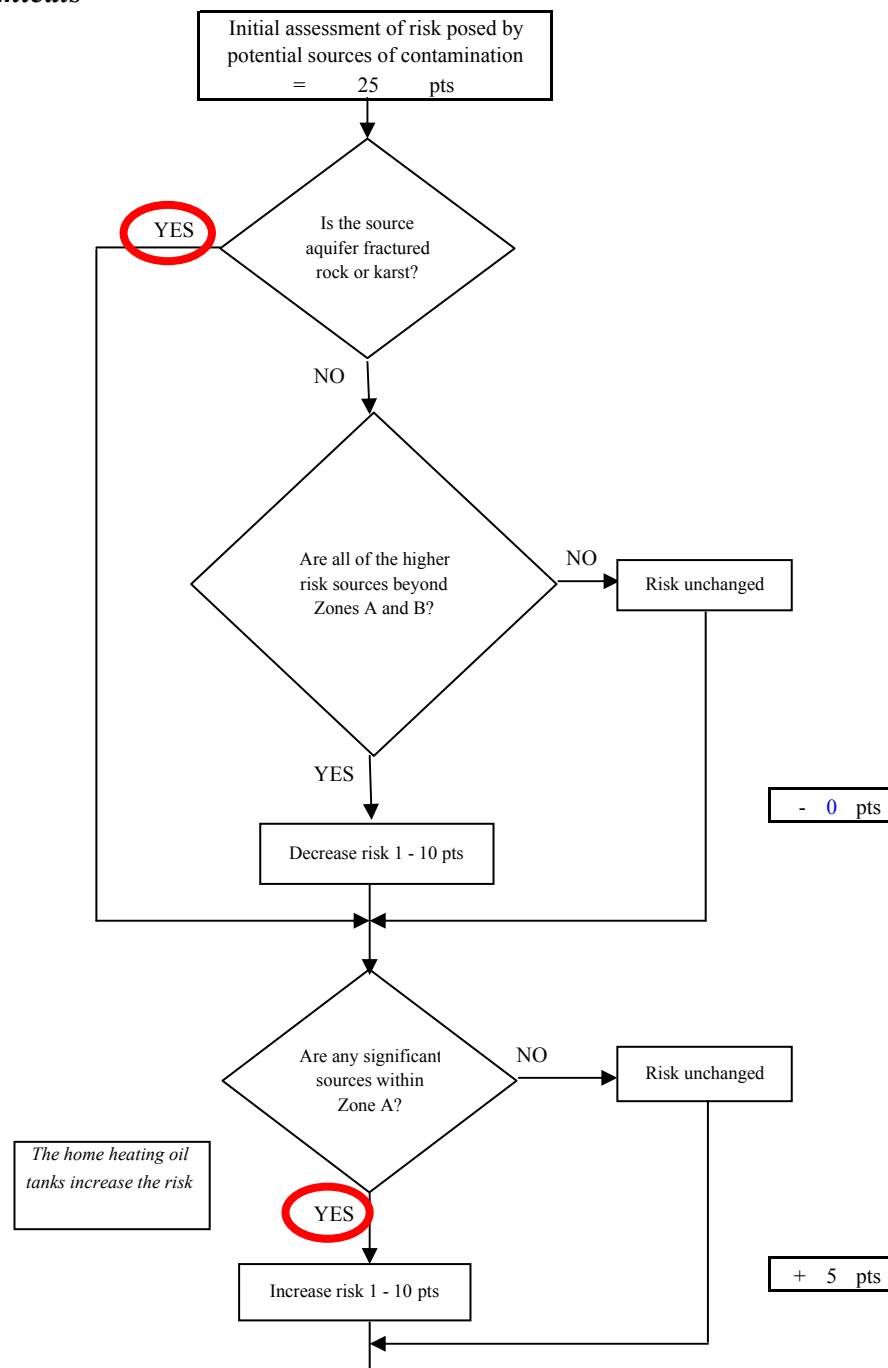 Initial assessment of risk posed by
potential sources of contamination
= 25 pts
YES
Is the source
aquifer fractured
rock or karst?
NO
Are all of the higher
risk sources beyond
Zones A and B?
NO
Risk unchanged
YES
- 0 pts
Decrease risk 1 - 10 pts
Are any significant
sources within
Zone A?
NO
Risk unchanged
The home heating oil
tanks increase the risk
YES
Increase risk 1 - 10 pts
+ 5 pts